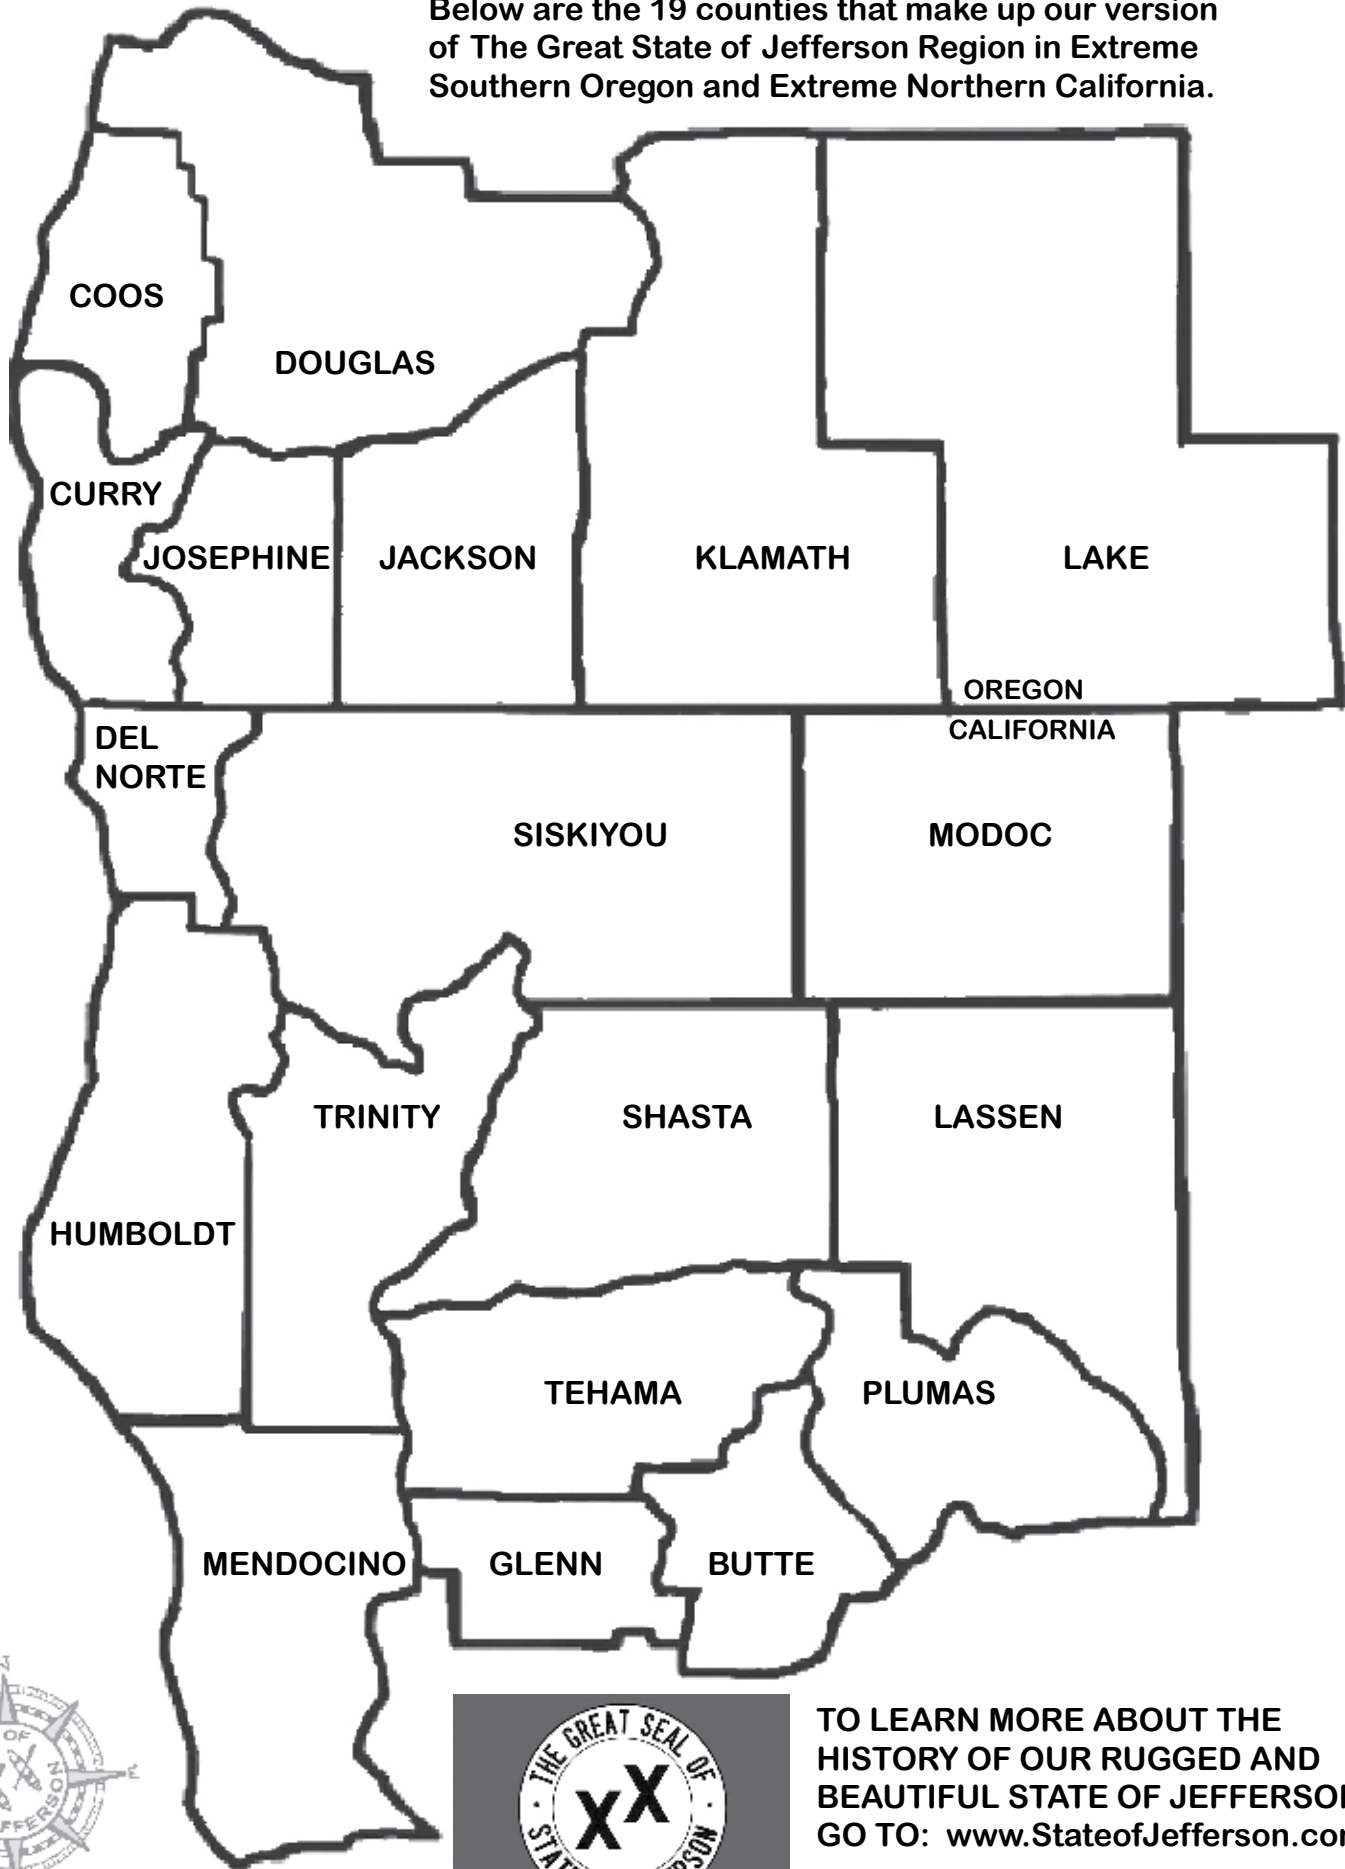 Below are the 19 counties that make up our version
of The Great State of Jefferson Region in Extreme
Southern Oregon and Extreme Northern California.
COOS
DOUGLAS
CURRY
JOSEPHINE
JACKSON
KLAMATH
LAKE
OREGON
CALIFORNIA
DEL
NORTE
SISKIYOU
MODOC
TRINITY
SHASTA
LASSEN
HUMBOLDT
TEHAMA
PLUMAS
MENDOCINO
GLENN
BUTTE
N
E
OF
THE GREAT SEAL OF
XX
TO LEARN MORE ABOUT THE
HISTORY OF OUR RUGGED AND
BEAUTIFUL STATE OF JEFFERSON
GO TO: www.StateofJefferson.com